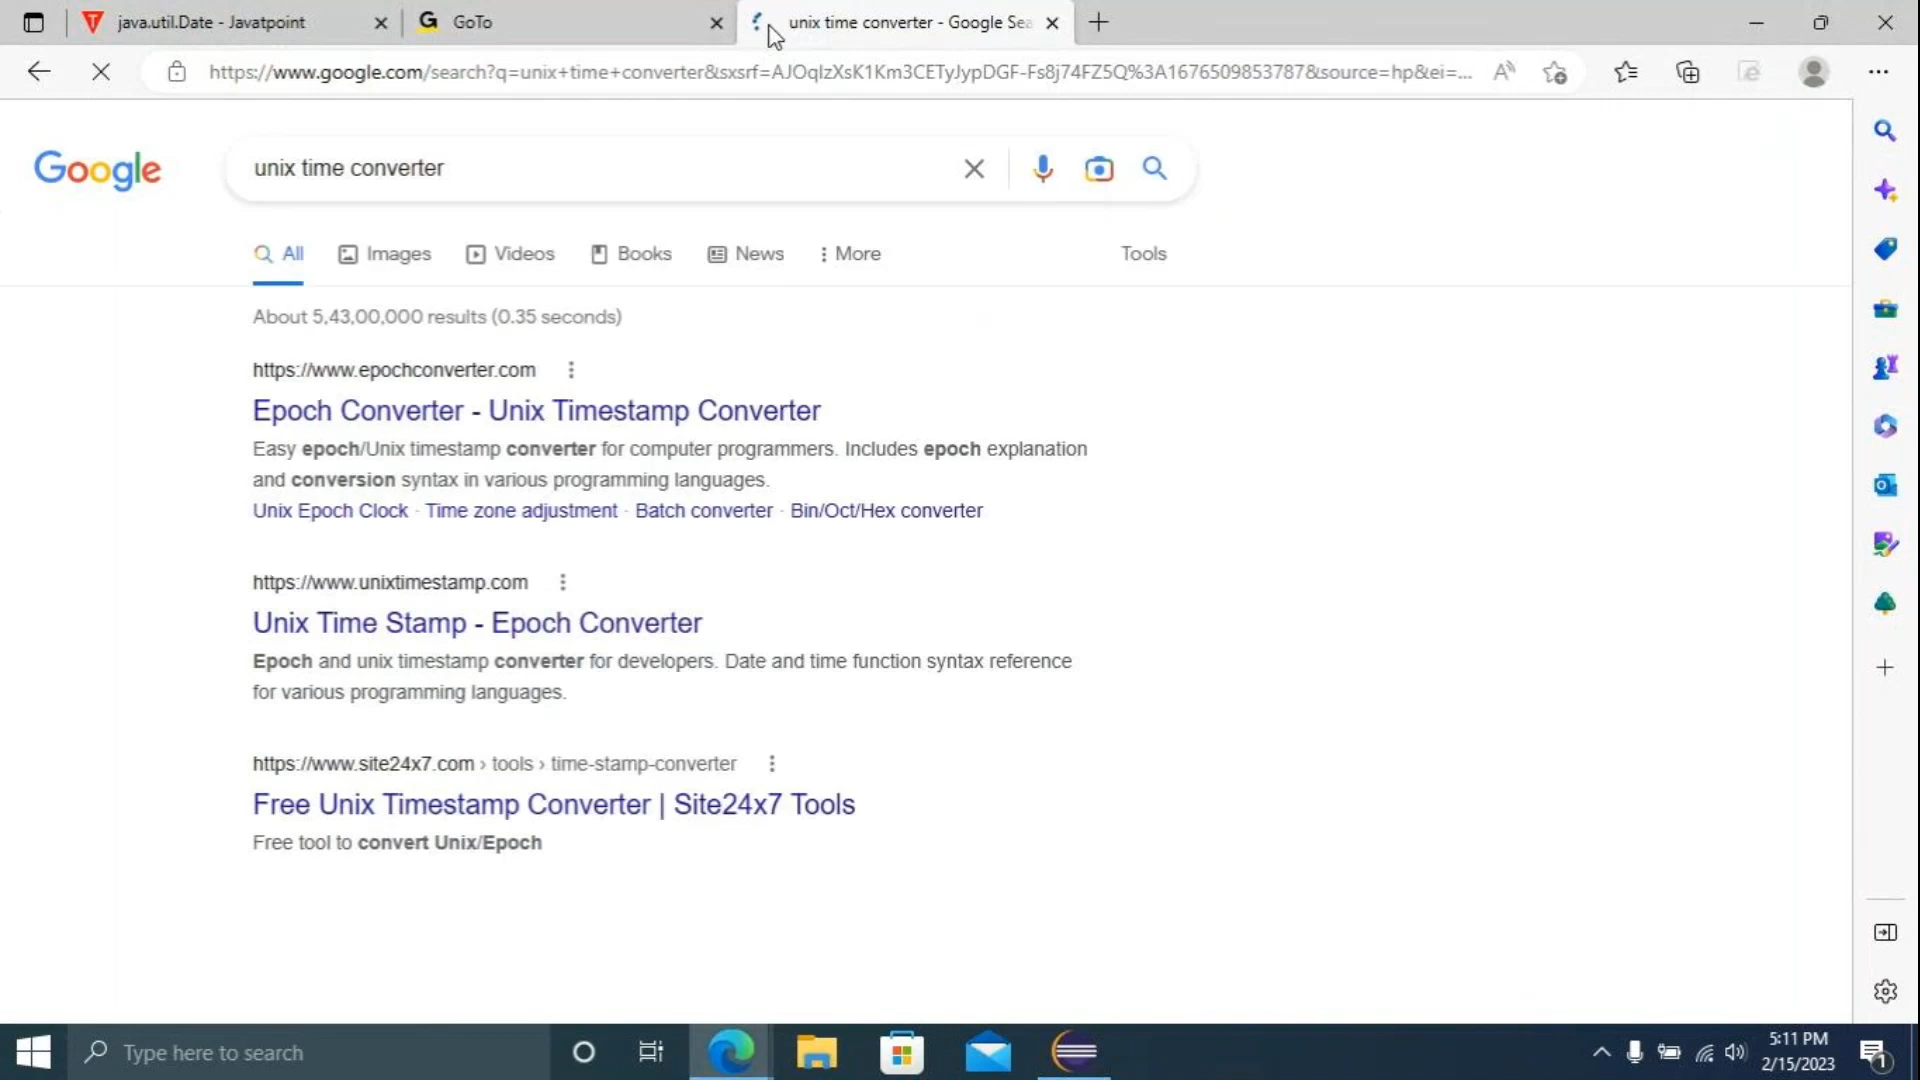 java.util.Date - Javatpoint
GoTo
unix time converter - Google Sea
https://www.google.com/search?q=unix+time+converter&sxsrf=AJOqIzXsK1Km3CETyJypDGF-Fs8j74FZ5Q%3A1676509853787&source=hp&ei=...
Google
unix time converter
All
Images
Videos
Books
News
More
Tools
About 5,43,00,000 results (0.35 seconds)
https://www.epochconverter.com
Epoch Converter - Unix Timestamp Converter
Easy epoch/Unix timestamp converter for computer programmers. Includes epoch explanation
and conversion syntax in various programming languages.
Unix Epoch Clock · Time zone adjustment · Batch converter · Bin/Oct/Hex converter
https://www.unixtimestamp.com
Unix Time Stamp - Epoch Converter
Epoch and unix timestamp converter for developers. Date and time function syntax reference
for various programming languages.
https://www.site24x7.com › tools › time-stamp-converter
Free Unix Timestamp Converter | Site24x7 Tools
Free tool to convert Unix/Epoch
Type here to search
5:11 PM
2/15/2023
1